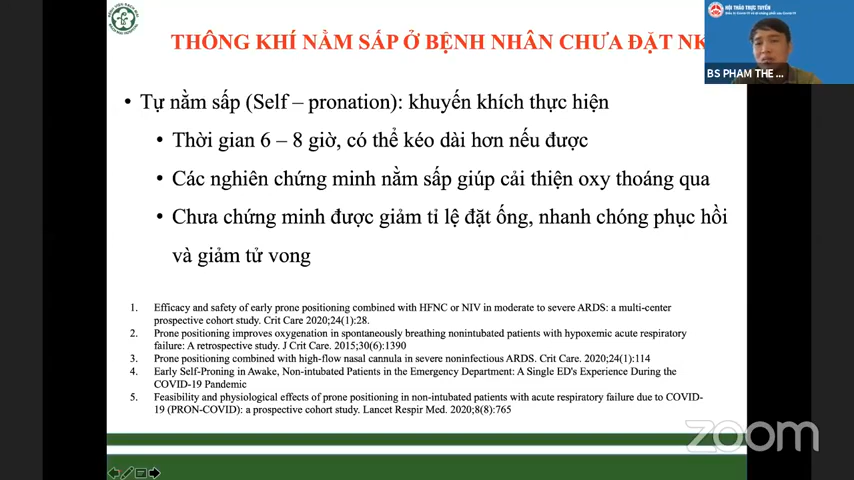 HỘI THẢO TRỰC TUYẾN
BS PHAM THE ...
THÔNG KHÍ NẰM SẤP Ở BỆNH NHÂN CHƯA ĐẶT NK
• Tự nằm sấp (Self – pronation): khuyến khích thực hiện
• Thời gian 6 – 8 giờ, có thể kéo dài hơn nếu được
• Các nghiên chứng minh nằm sấp giúp cải thiện oxy thoáng qua
• Chưa chứng minh được giảm tỉ lệ đặt ống, nhanh chóng phục hồi
và giảm tử vong
1. Efficacy and safety of early prone positioning combined with HFNC or NIV in moderate to severe ARDS: a multi-center
prospective cohort study. Crit Care 2020;24(1):28.
2. Prone positioning improves oxygenation in spontaneously breathing nonintubated patients with hypoxemic acute respiratory
failure: A retrospective study. J Crit Care. 2015;30(6):1390
3. Prone positioning combined with high-flow nasal cannula in severe noninfectious ARDS. Crit Care. 2020;24(1):114
4. Early Self-Proning in Awake, Non-intubated Patients in the Emergency Department: A Single ED's Experience During the
COVID-19 Pandemic
5. Feasibility and physiological effects of prone positioning in non-intubated patients with acute respiratory failure due to COVID-
19 (PRON-COVID): a prospective cohort study. Lancet Respir Med. 2020;8(8):765
zoom